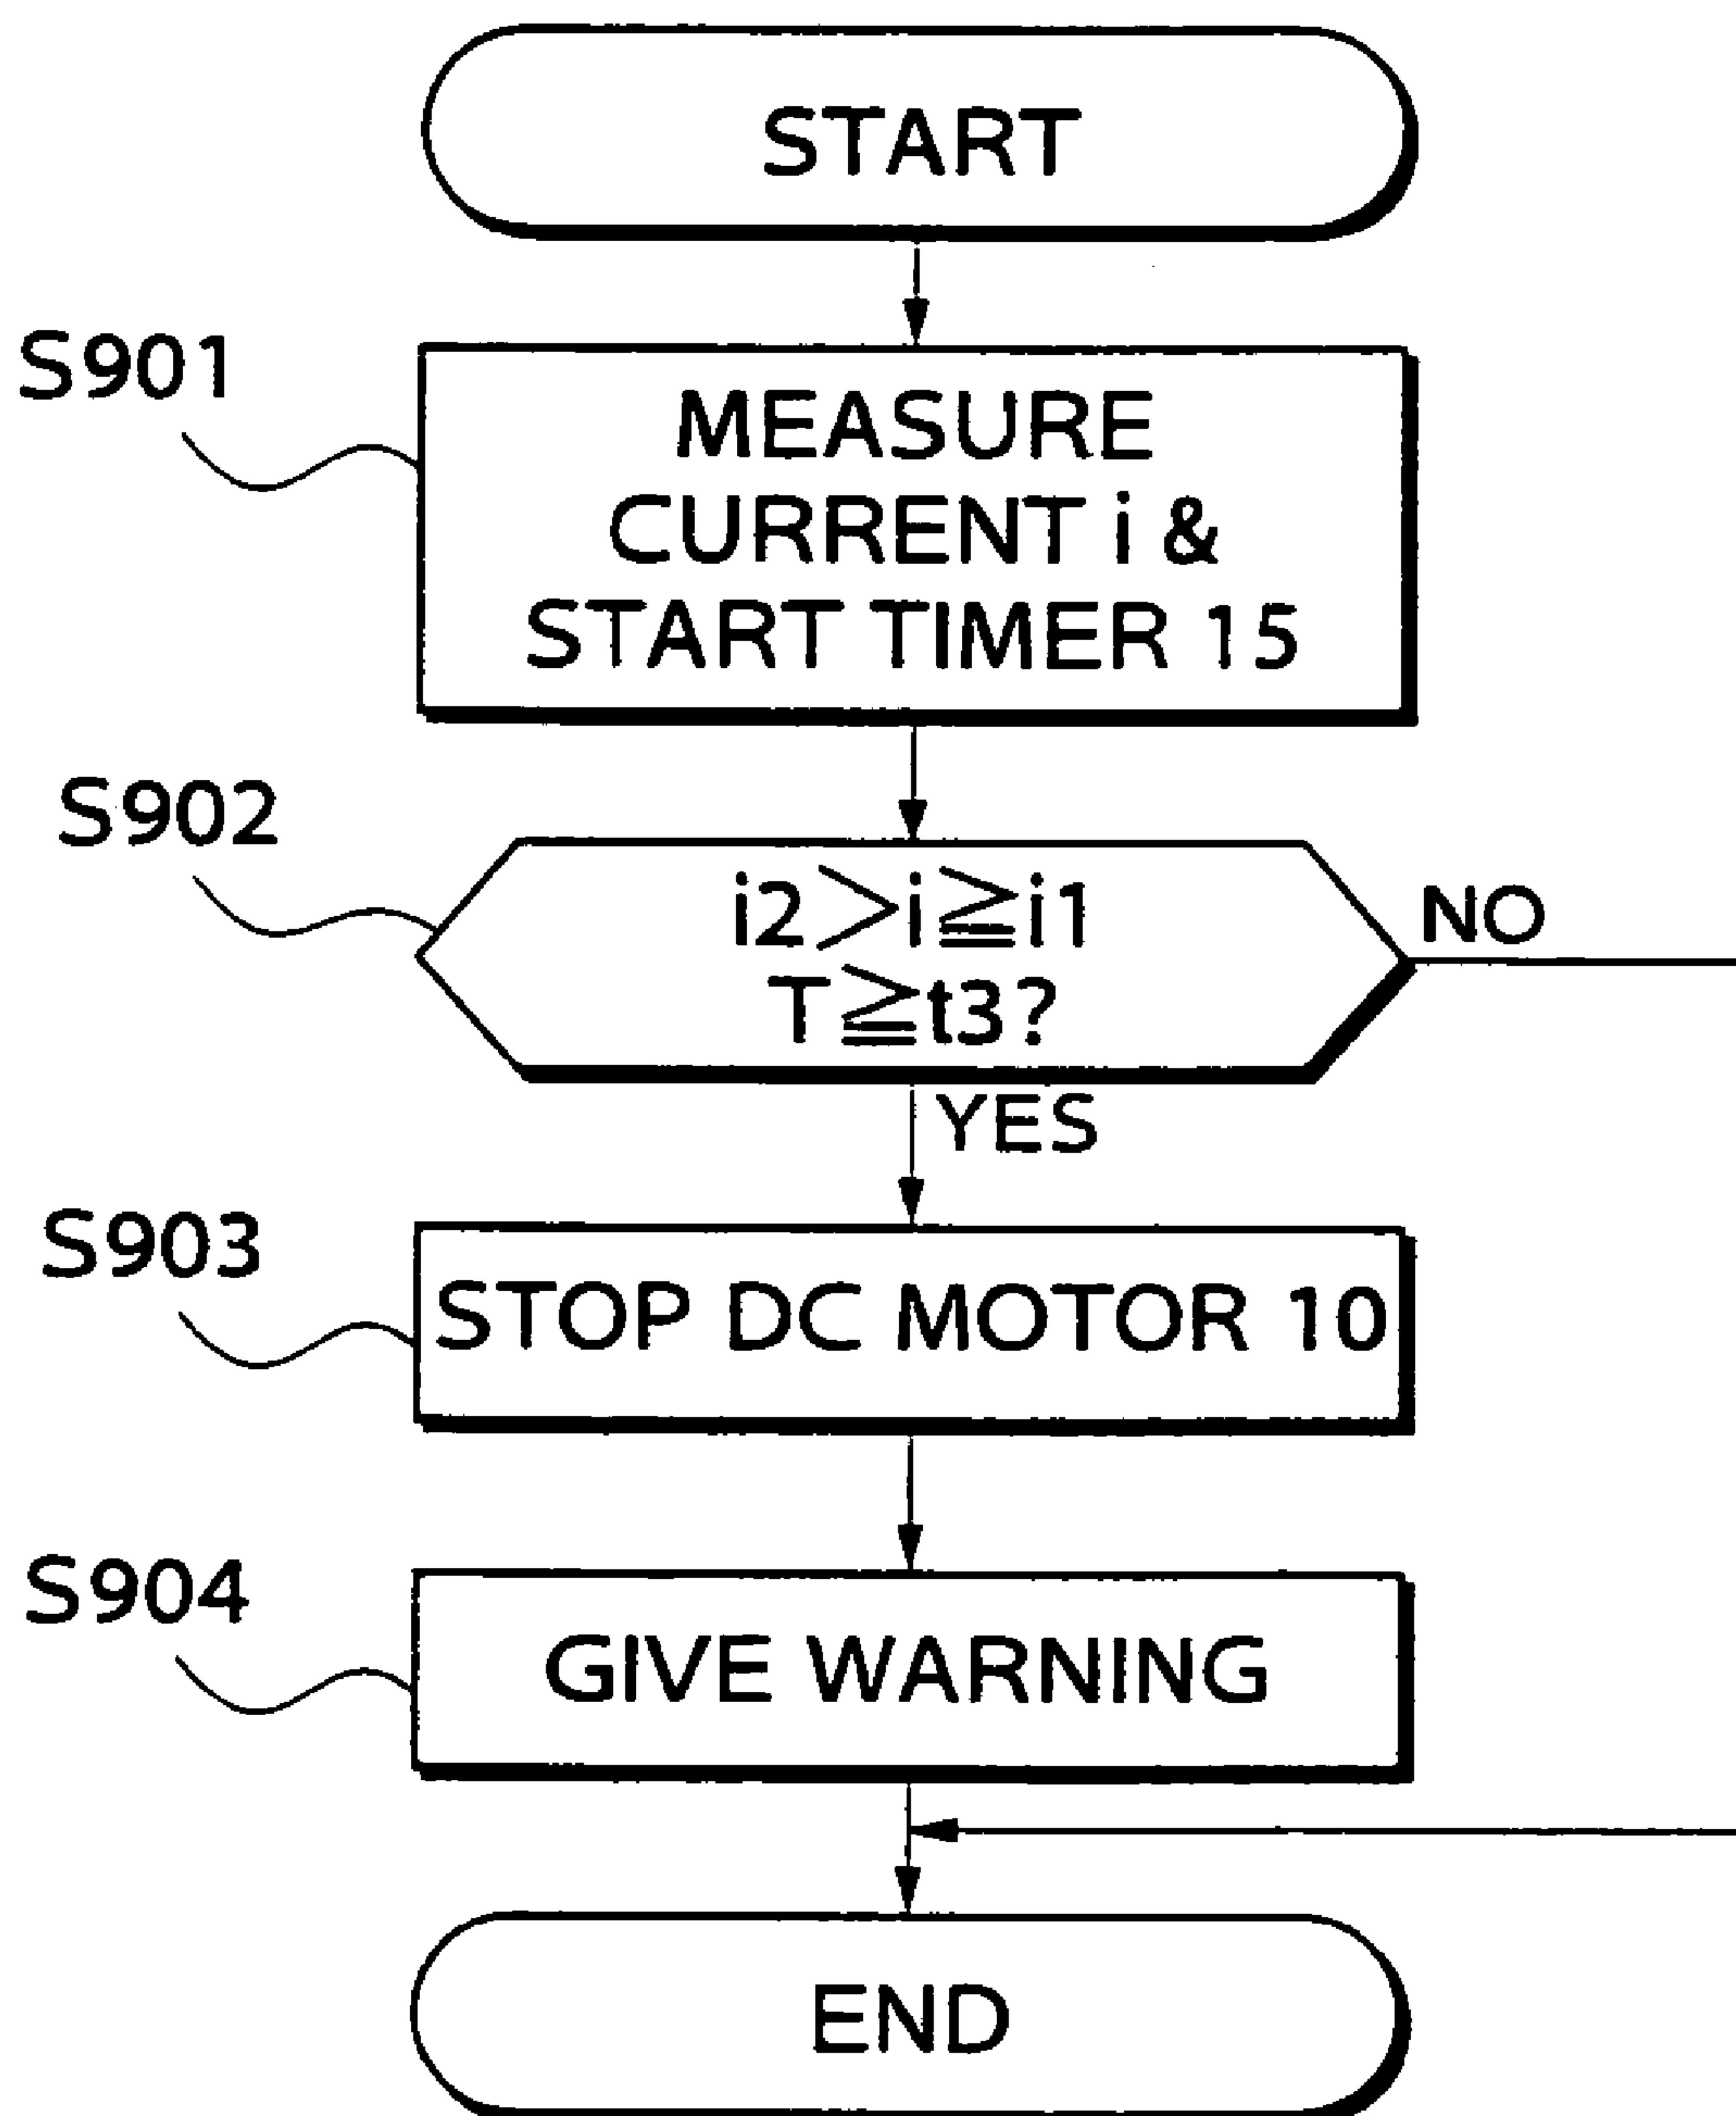 START
S901
MEASURE
CURRENT i &
START TIMER 15
S902
i2>i≧i1
T≧t3?
NO
YES
S903
STOP DC MOTOR 10
S904
GIVE WARNING
END